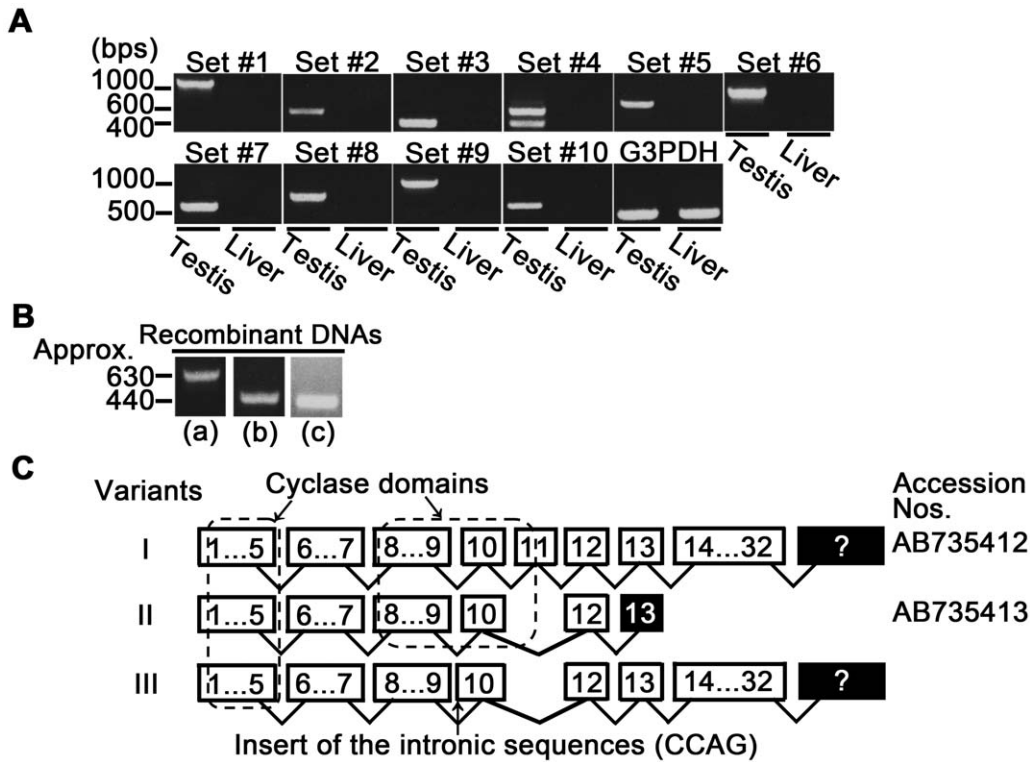 A
(bps)
Set #1 Set #2 Set #3 Set #4 Set #5 Set #6
1000
600
400
Testis Liver
Set #7 Set #8 Set #9 Set #10 G3PDH
1000
500
Testis Liver Testis Liver Testis Liver Testis Liver Testis Liver
B
Recombinant DNAs
Approx.
630
440
(a) (b) (c)
C
Variants Cyclase domains Accession
Nos.
I 1...5 6...7 8...9 10 11 12 13 14...32 ? AB735412
II 1...5 6...7 8...9 10 12 13 AB735413
III 1...5 6...7 8...9 10 12 13 14...32 ?
Insert of the intronic sequences (CCAG)